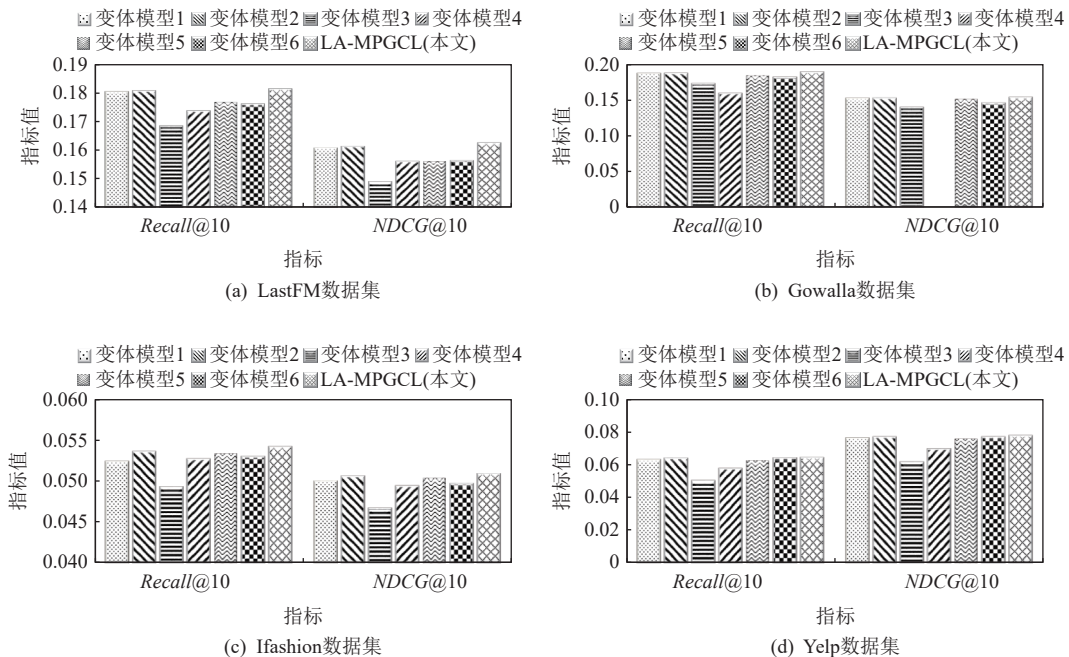 变体模型1 变体模型2 变体模型3 变体模型4
变体模型5 变体模型6 LA-MPGCL(本文)
0.19
0.18
0.17
0.16
0.15
0.14
指标值
Recall@10 NDCG@10
指标
(a) LastFM数据集
变体模型1 变体模型2 变体模型3 变体模型4
变体模型5 变体模型6 LA-MPGCL(本文)
0.20
0.15
0.10
0.05
0
指标值
Recall@10 NDCG@10
指标
(b) Gowalla数据集
变体模型1 变体模型2 变体模型3 变体模型4
变体模型5 变体模型6 LA-MPGCL(本文)
0.060
0.055
0.050
0.045
0.040
指标值
Recall@10 NDCG@10
指标
(c) Ifashion数据集
变体模型1 变体模型2 变体模型3 变体模型4
变体模型5 变体模型6 LA-MPGCL(本文)
0.10
0.08
0.06
0.04
0.02
0
指标值
Recall@10 NDCG@10
指标
(d) Yelp数据集